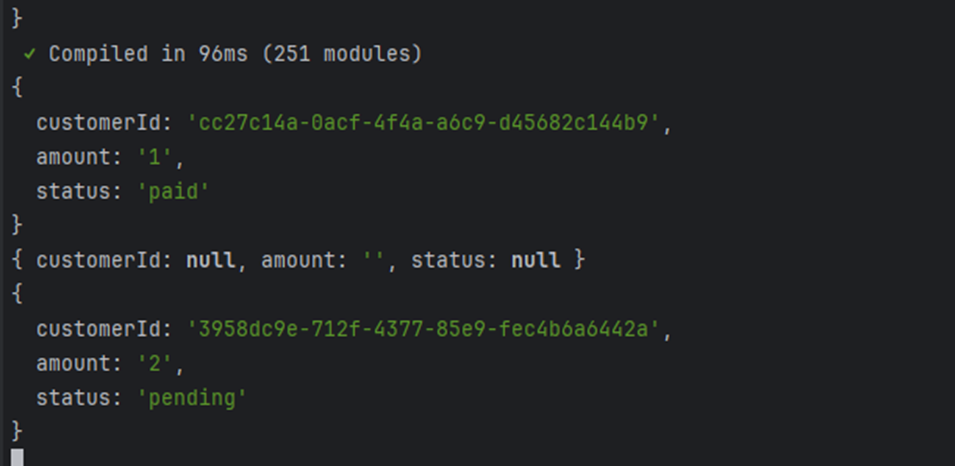 }
✓ Compiled in 96ms (251 modules)
{
  customerId: 'cc27c14a-0acf-4f4a-a6c9-d45682c144b9',
  amount: '1',
  status: 'paid'
}
{ customerId: null, amount: '', status: null }
{
  customerId: '3958dc9e-712f-4377-85e9-fec4b6a6442a',
  amount: '2',
  status: 'pending'
}